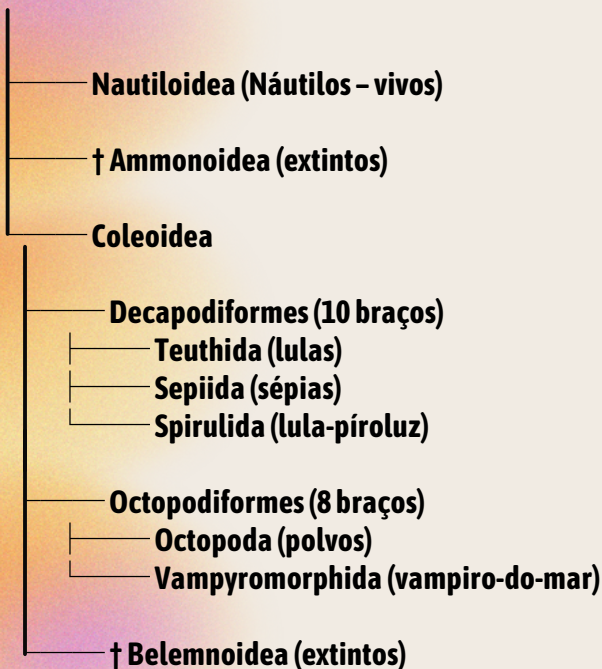 Nautiloidea (Náutilos – vivos)
† Ammonoidea (extintos)
Coleoidea
Decapodiformes (10 braços)
Teuthida (lulas)
Sepiida (sépias)
Spirulida (lula-píroluz)
Octopodiformes (8 braços)
Octopoda (polvos)
Vampyromorphida (vampiro-do-mar)
† Belemnoidea (extintos)